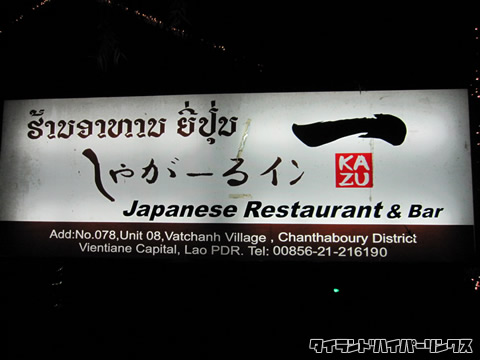 ຮ້ານອາຫານ ຍີ່ປຸ່ນ
一
しゃがーるイン
KA
ZU
Japanese Restaurant & Bar
Add:No.078,Unit 08,Vatchanh Village , Chanthaboury District
Vientiane Capital, Lao PDR. Tel: 00856-21-216190
タイランドハイパーリンクス